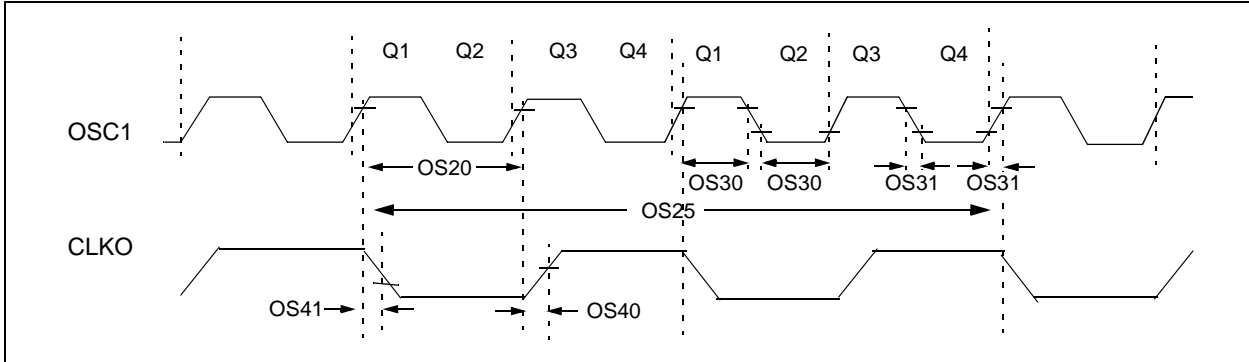 Q1 Q2 Q3 Q4 Q1 Q2 Q3 Q4
OSC1
OS20
OS30 OS30 OS31 OS31
OS25
CLKO
OS41 OS40